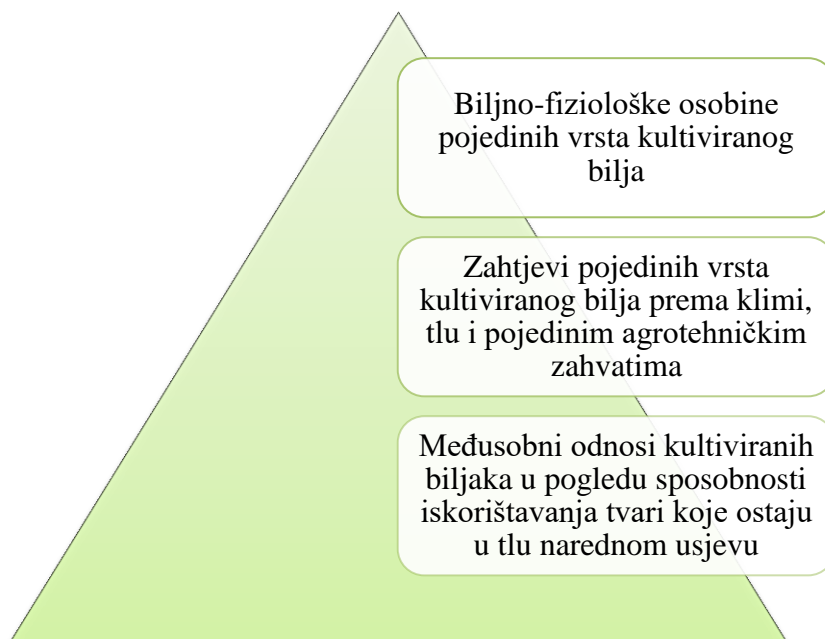 Biljno-fiziološke osobine
pojedinih vrsta kultiviranog
bilja
Zahtjevi pojedinih vrsta
kultiviranog bilja prema klimi,
tlu i pojedinim agrotehničkim
zahvatima
Međusobni odnosi kultiviranih
biljaka u pogledu sposobnosti
iskorištavanja tvari koje ostaju
u tlu narednom usjevu